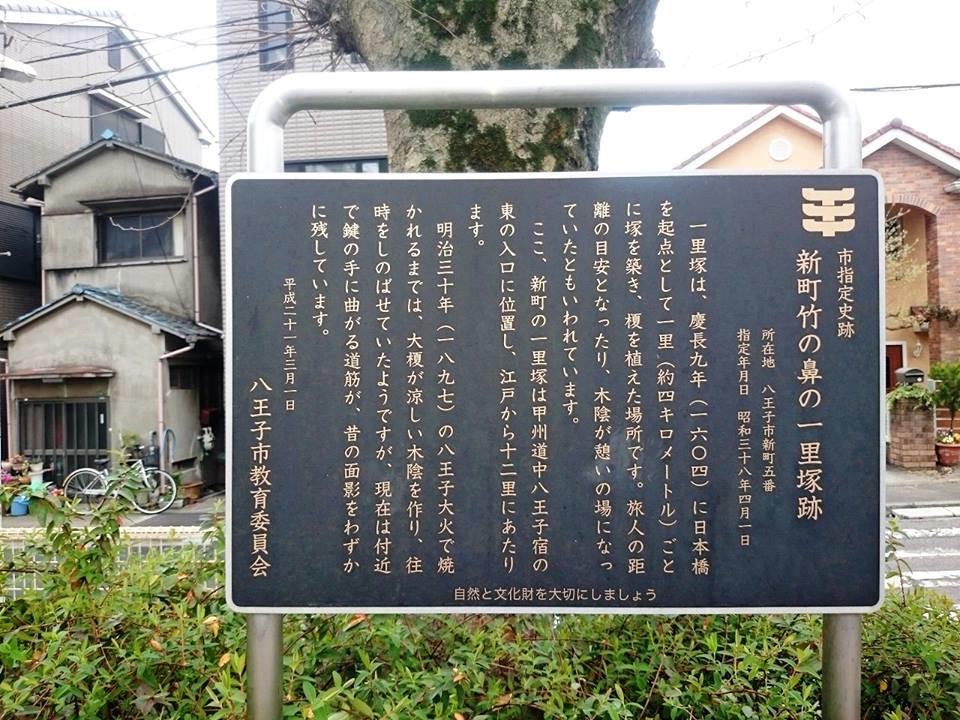 市指定史跡
新町竹の鼻の一里塚跡
所在地 八王子市新町五番
指定年月日 昭和三十八年四月一日
一里塚は、慶長九年（一六〇四）に日本橋
を起点として一里（約四キロメートル）ごと
に塚を築き、榎を植えた場所です。旅人の距
離の目安となったり、木陰が憩いの場になっ
ていたともいわれています。
ここ、新町の一里塚は甲州道中八王子宿の
東の入口に位置し、江戸から十二里にあたり
ます。
明治三十年（一八九七）の八王子大火で焼
かれるまでは、大榎が涼しい木陰を作り、往
時をしのばせていたようですが、現在は付近
で鍵の手に曲がる道筋が、昔の面影をわずか
に残しています。
平成二十一年三月一日
八王子市教育委員会
自然と文化財を大切にしましょう